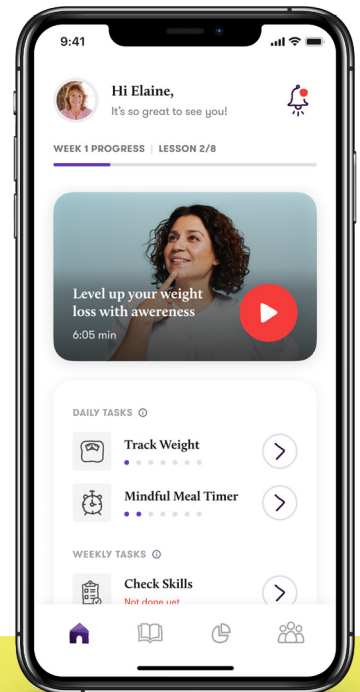 9:41
Hi Elaine,
It's so great to see you!
WEEK 1 PROGRESS | LESSON 2/8
Level up your weight
loss with awereness
6:05 min
DAILY TASKS
Track Weight
Mindful Meal Timer
WEEKLY TASKS
Check Skills
Not done yet